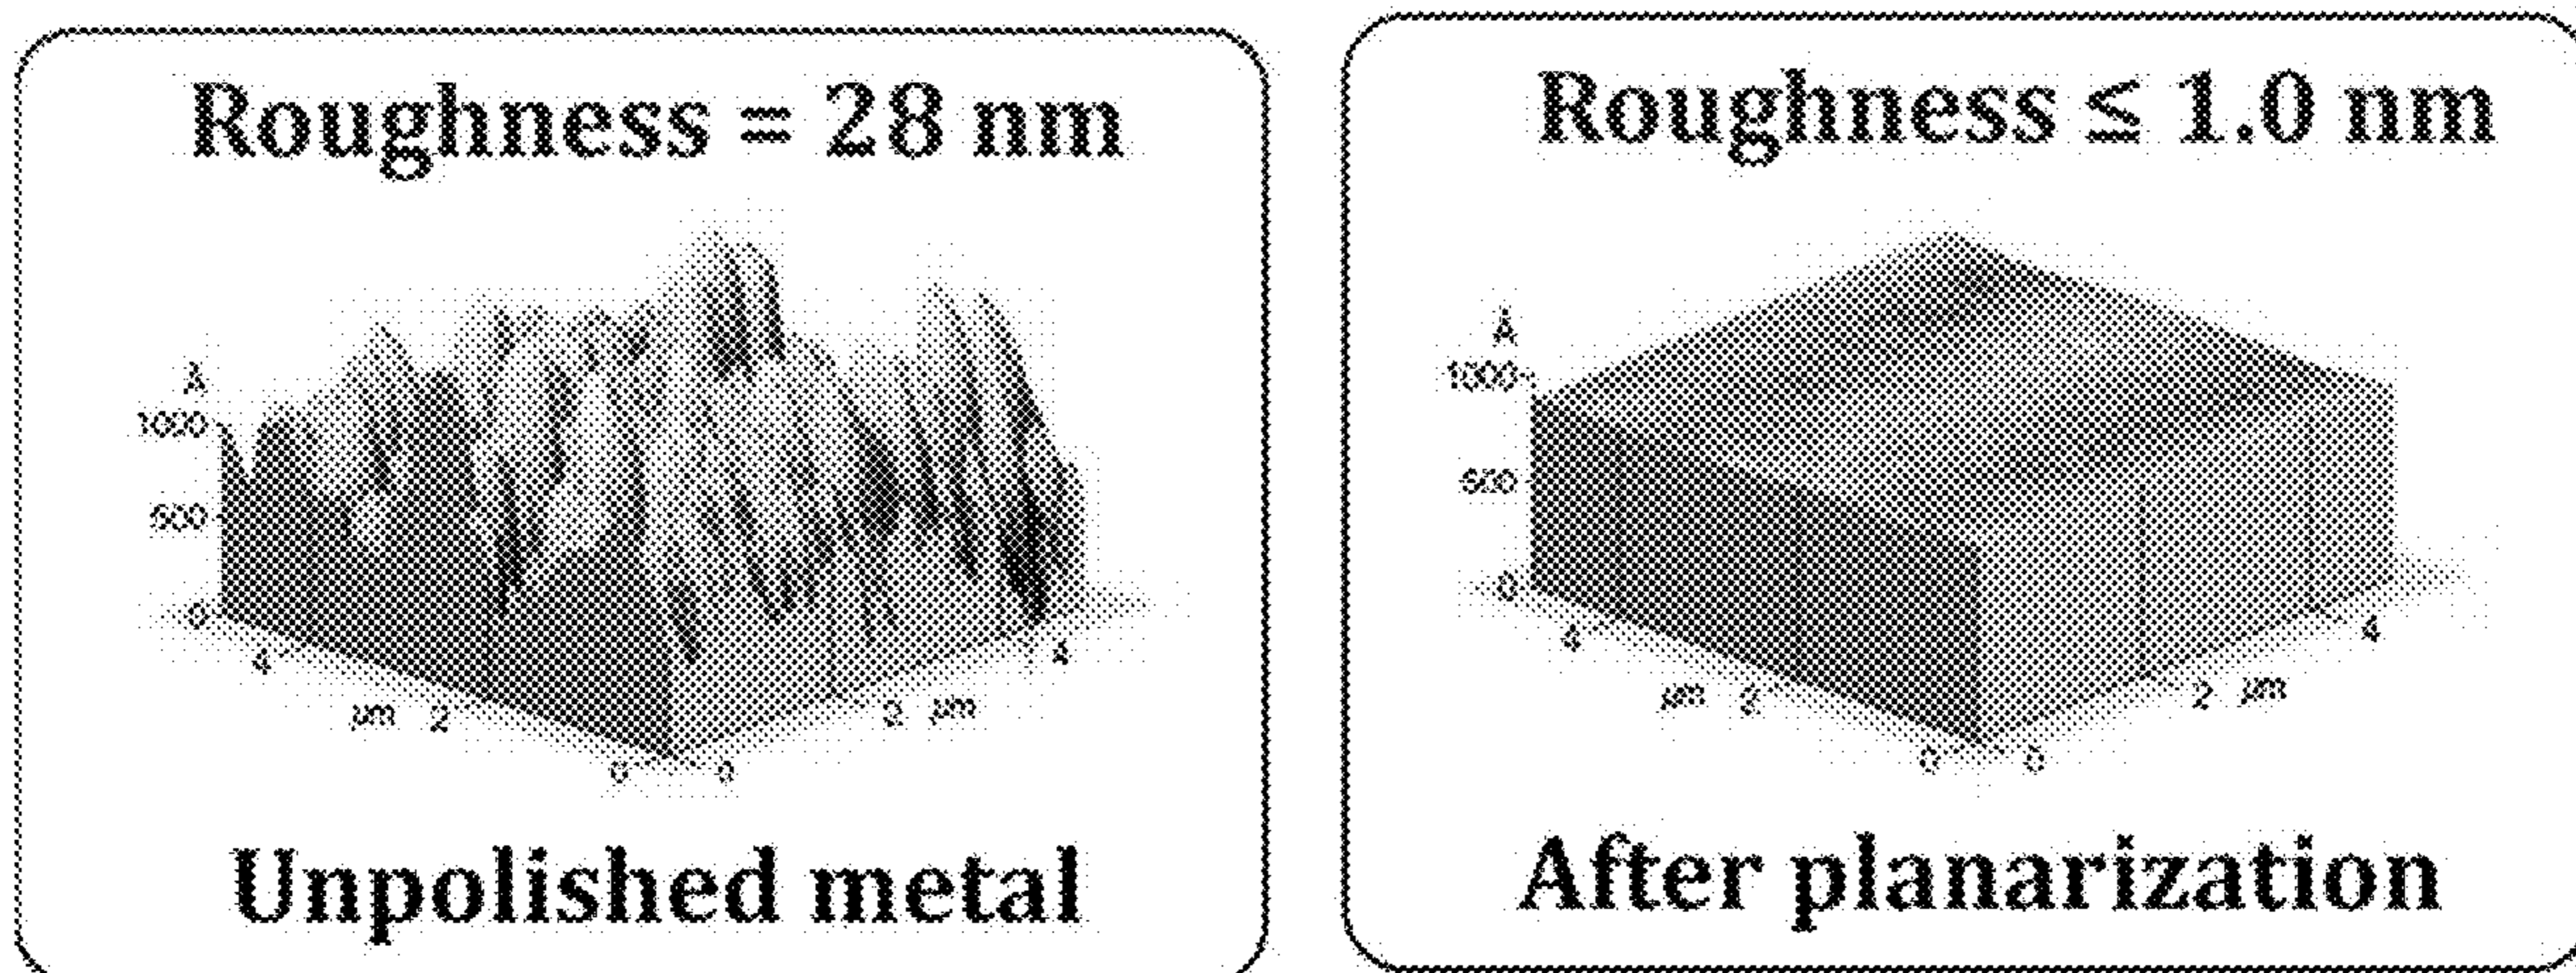 Roughness = 28 nm
Å
1000
500
0
4
µm 2
0
0
2 µm
4
Unpolished metal
Roughness ≤ 1.0 nm
Å
1000
500
0
4
µm 2
0
0
2 µm
4
After planarization